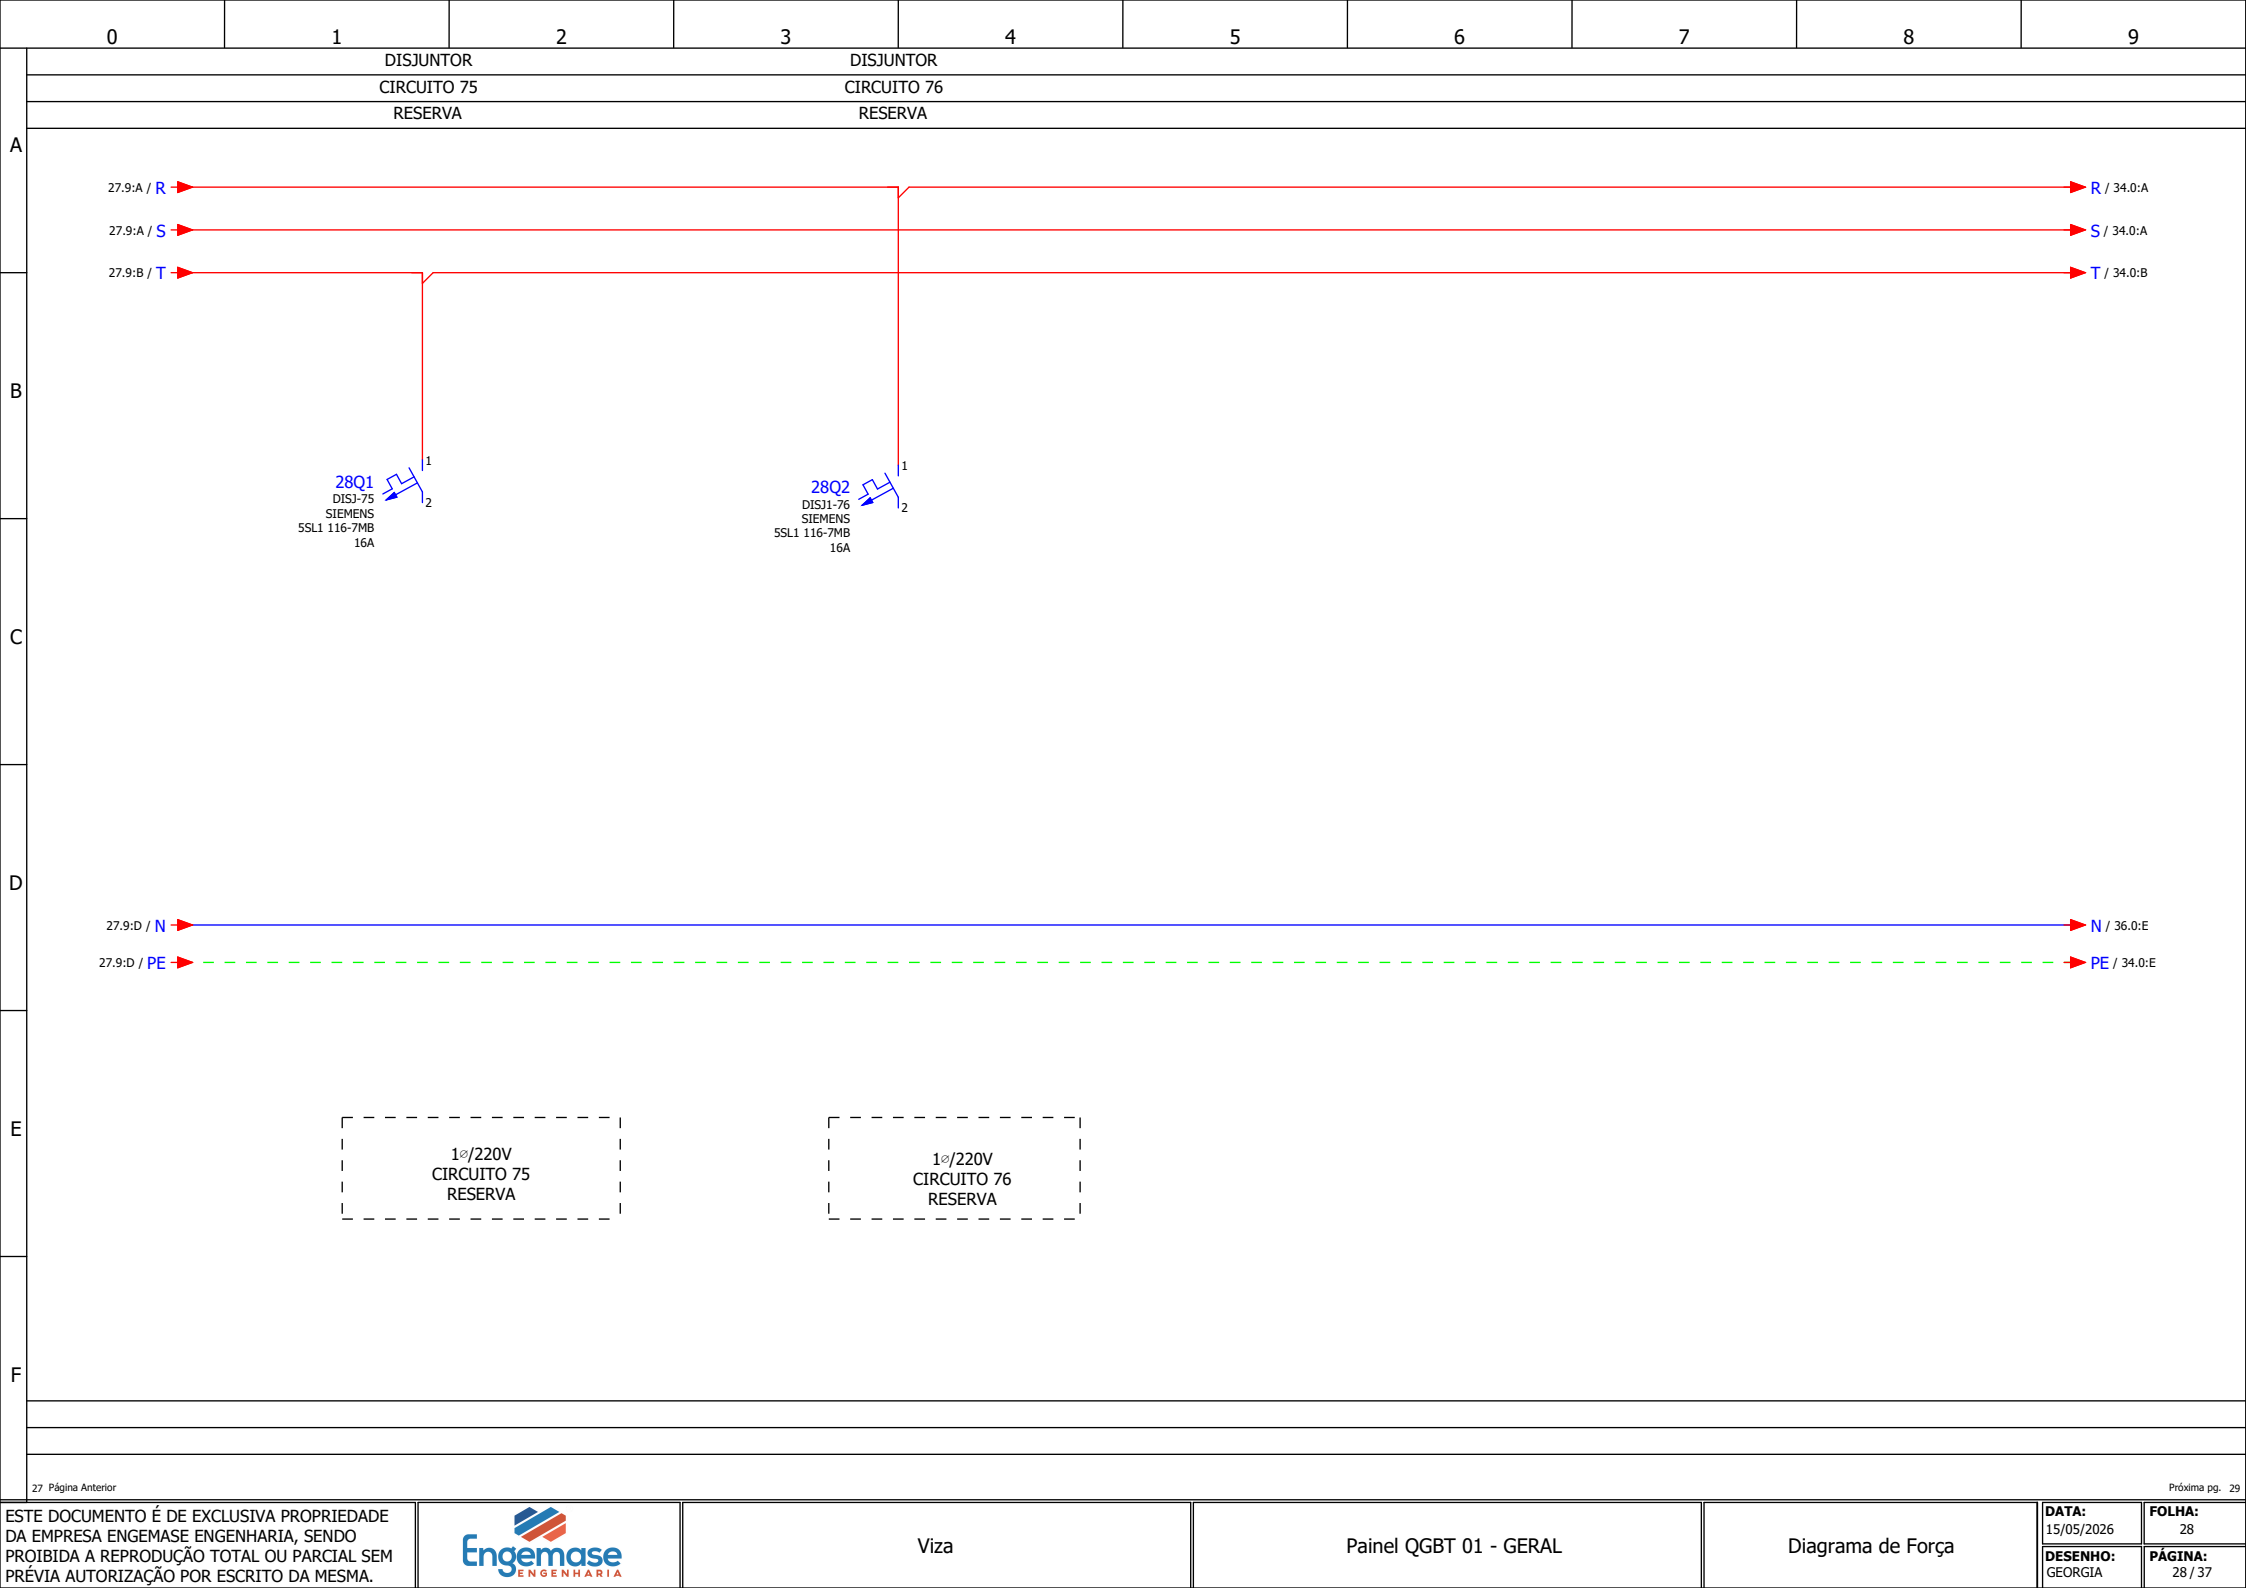 0 1 2 3 4 5 6 7 8 9
DISJUNTOR DISJUNTOR
CIRCUITO 75 CIRCUITO 76
RESERVA RESERVA
A
27.9:A / R R / 34.0:A
27.9:A / S S / 34.0:A
27.9:B / T T / 34.0:B
B
1
28Q1
DISJ-75
SIEMENS
5SL1 116-7MB
16A
2
1
28Q2
DISJ1-76
SIEMENS
5SL1 116-7MB
16A
2
C
D
27.9:D / N N / 36.0:E
27.9:D / PE PE / 34.0:E
E
1⌀/220V
CIRCUITO 75
RESERVA
1⌀/220V
CIRCUITO 76
RESERVA
F
27 Página Anterior Próxima pg. 29
ESTE DOCUMENTO É DE EXCLUSIVA PROPRIEDADE
DA EMPRESA ENGEMASE ENGENHARIA, SENDO
PROIBIDA A REPRODUÇÃO TOTAL OU PARCIAL SEM
PRÉVIA AUTORIZAÇÃO POR ESCRITO DA MESMA.
Engemase
ENGENHARIA
Viza
Painel QGBT 01 - GERAL
Diagrama de Força
DATA:
15/05/2026
FOLHA:
28
DESENHO:
GEORGIA
PÁGINA:
28 / 37